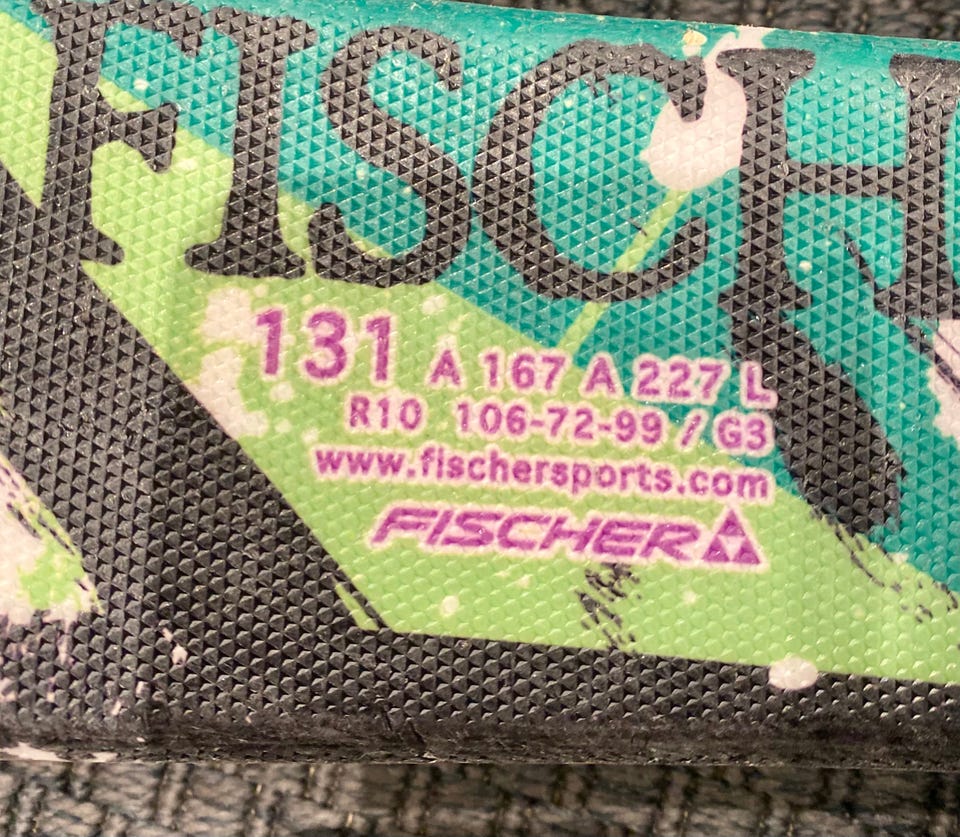 FISCH
131 A 167 A 227 L
R10 106-72-99 / G3
www.fischersports.com
FISCHER